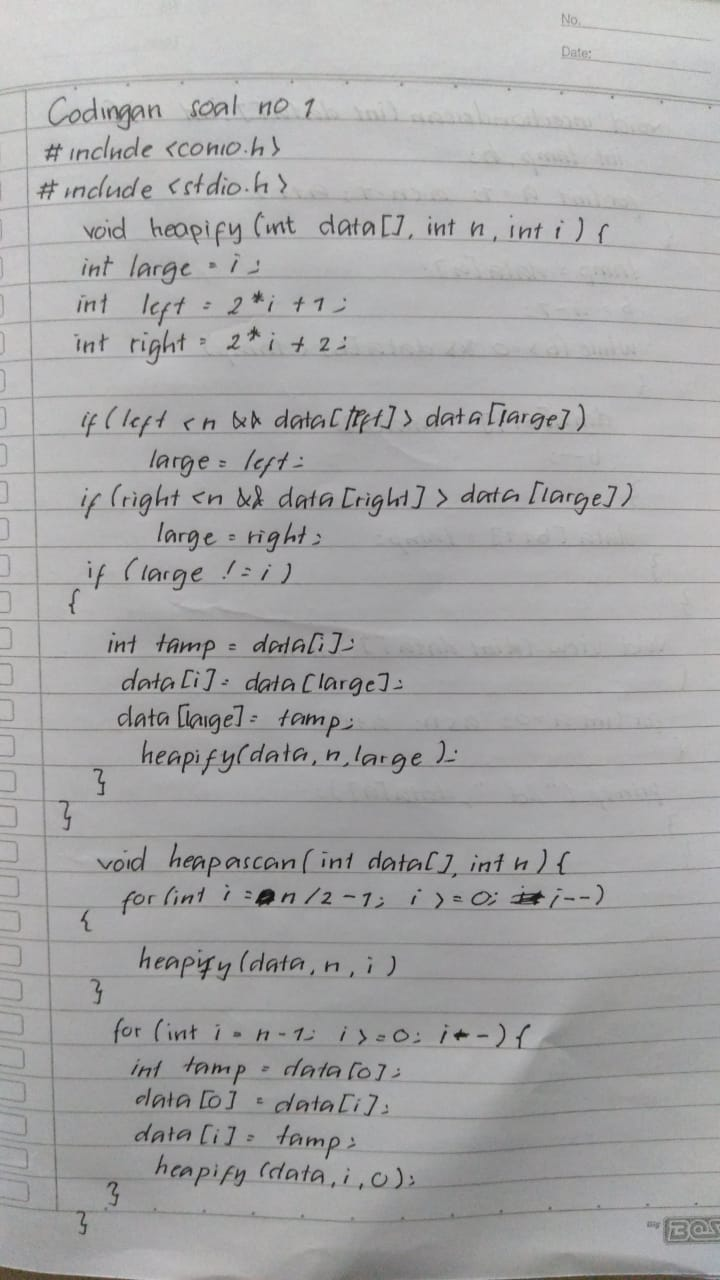 No.
Date:
Codingan soal no 1
#include <conio.h>
#include <stdio.h>
void heapify (int data[], int n, int i) {
int large = i;
int left = 2*i +1;
int right = 2*i + 2;
if (left <n && data[left]> data[large])
large = left;
if (right <n && data [right] > data [large])
large = right;
if (large != i)
{
int tamp = data[i];
data [i] = data [large];
data [large] = tamp;
heapify(data, n, large );
}
}
void heapascan (int data[], int n) {
for (int i = n/2 -1; i >= 0; i--)
{
heapify (data, n, i)
}
for (int i = n-1; i >=0; i--) {
int tamp = data [0];
data [0] = data[i];
data [i] = tamp;
heapify (data, i, 0);
}
}